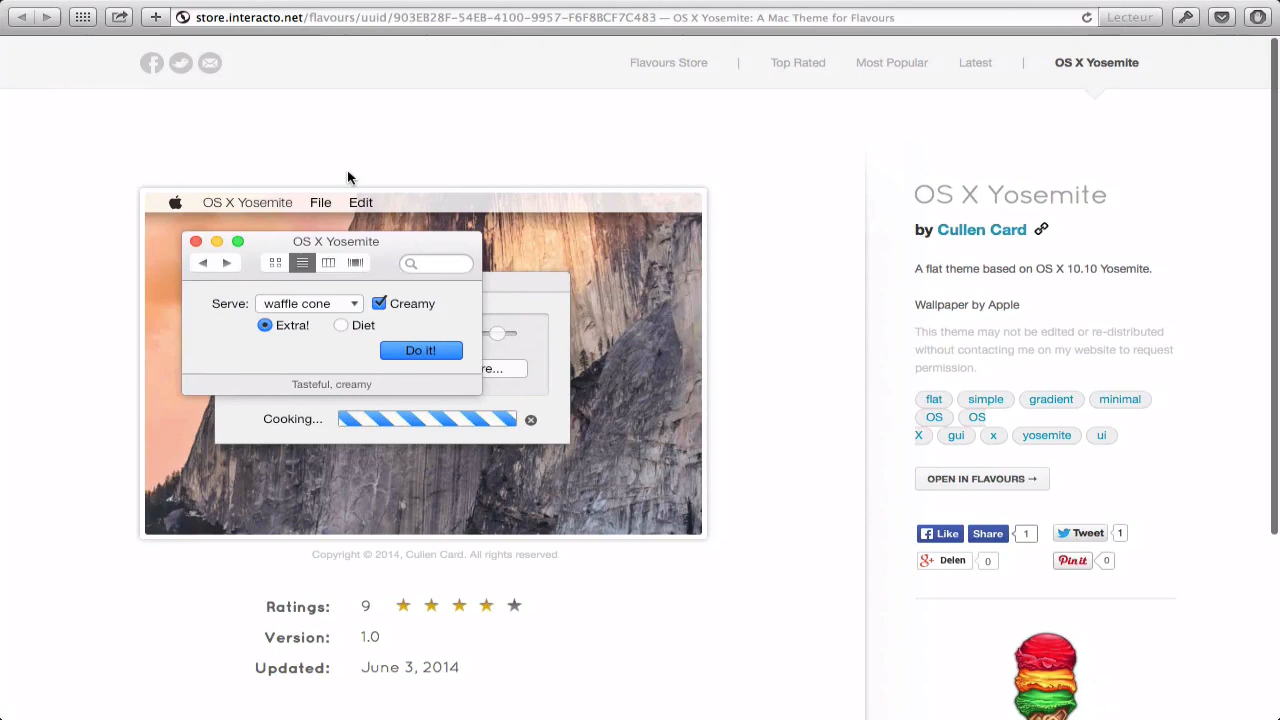 store.interacto.net/flavours/uuid/903EB28F-54EB-4100-9957-F6F8BCF7C483 — OS X Yosemite: A Mac Theme for Flavours
Lecteur
Flavours Store | Top Rated Most Popular Latest | OS X Yosemite
OS X Yosemite File Edit
OS X Yosemite
Serve: waffle cone Creamy
Extra! Diet
Do it!
re...
Tasteful, creamy
Cooking...
Copyright © 2014, Cullen Card. All rights reserved
Ratings: 9
Version: 1.0
Updated: June 3, 2014
OS X Yosemite
by Cullen Card
A flat theme based on OS X 10.10 Yosemite.
Wallpaper by Apple
This theme may not be edited or re-distributed
without contacting me on my website to request
permission.
flat simple gradient minimal
OS OS
X gui x yosemite ui
OPEN IN FLAVOURS →
Like Share 1 Tweet 1
g+ Delen 0 Pin it 0